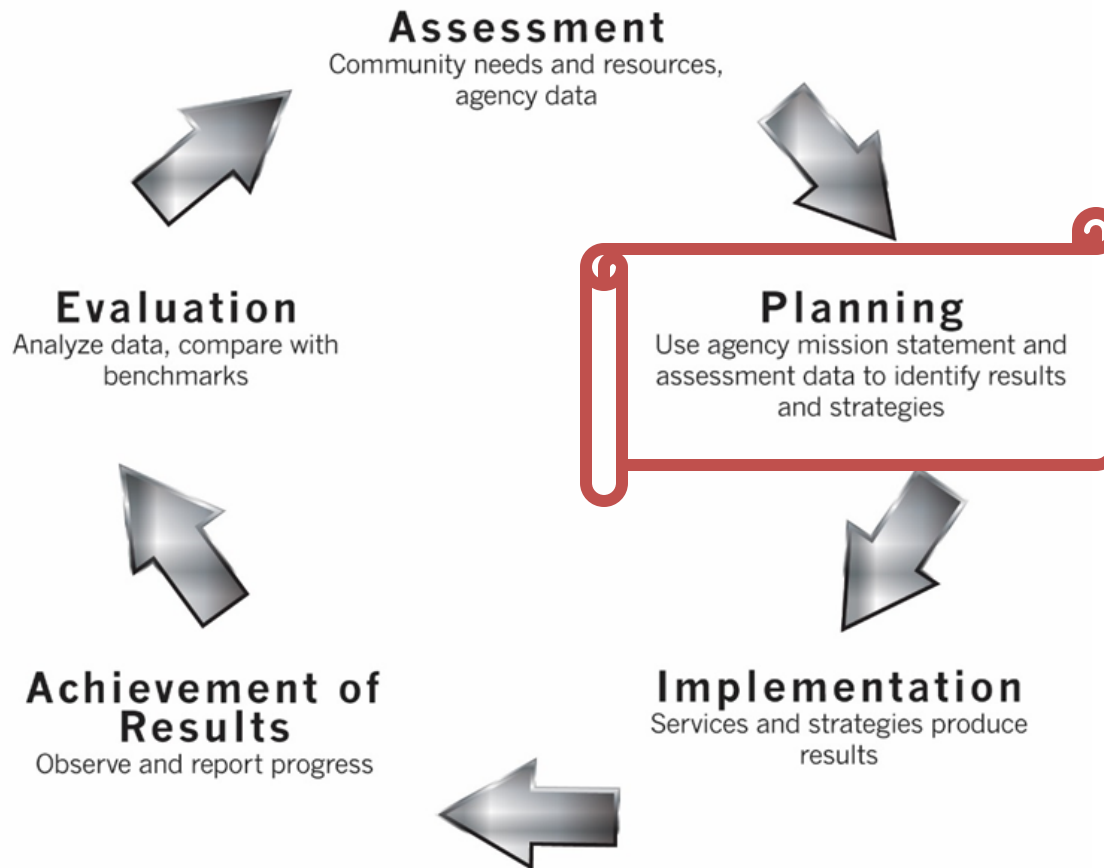 Assessment
Community needs and resources,
agency data
Planning
Use agency mission statement and
assessment data to identify results
and strategies
Implementation
Services and strategies produce
results
Achievement of
Results
Observe and report progress
Evaluation
Analyze data, compare with
benchmarks